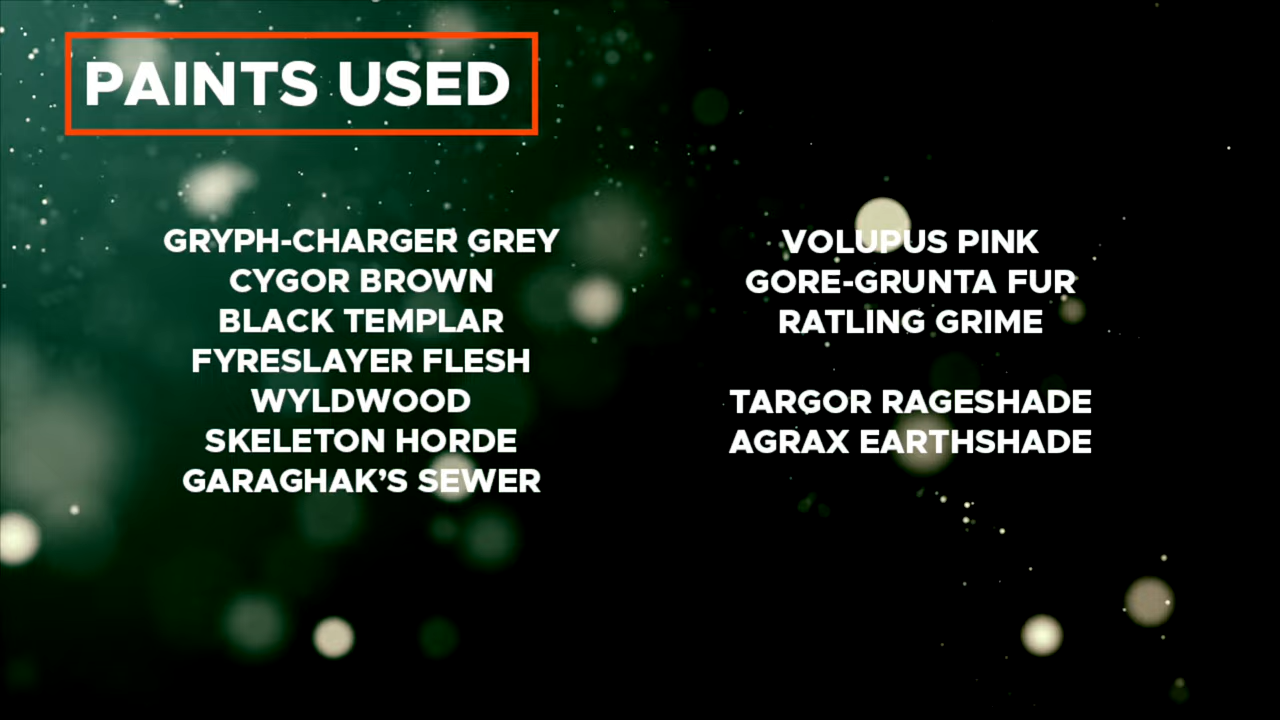 PAINTS USED
GRYPH-CHARGER GREY
CYGOR BROWN
BLACK TEMPLAR
FYRESLAYER FLESH
WYLDWOOD
SKELETON HORDE
GARAGHAK’S SEWER
VOLUPUS PINK
GORE-GRUNTA FUR
RATLING GRIME
TARGOR RAGESHADE
AGRAX EARTHSHADE